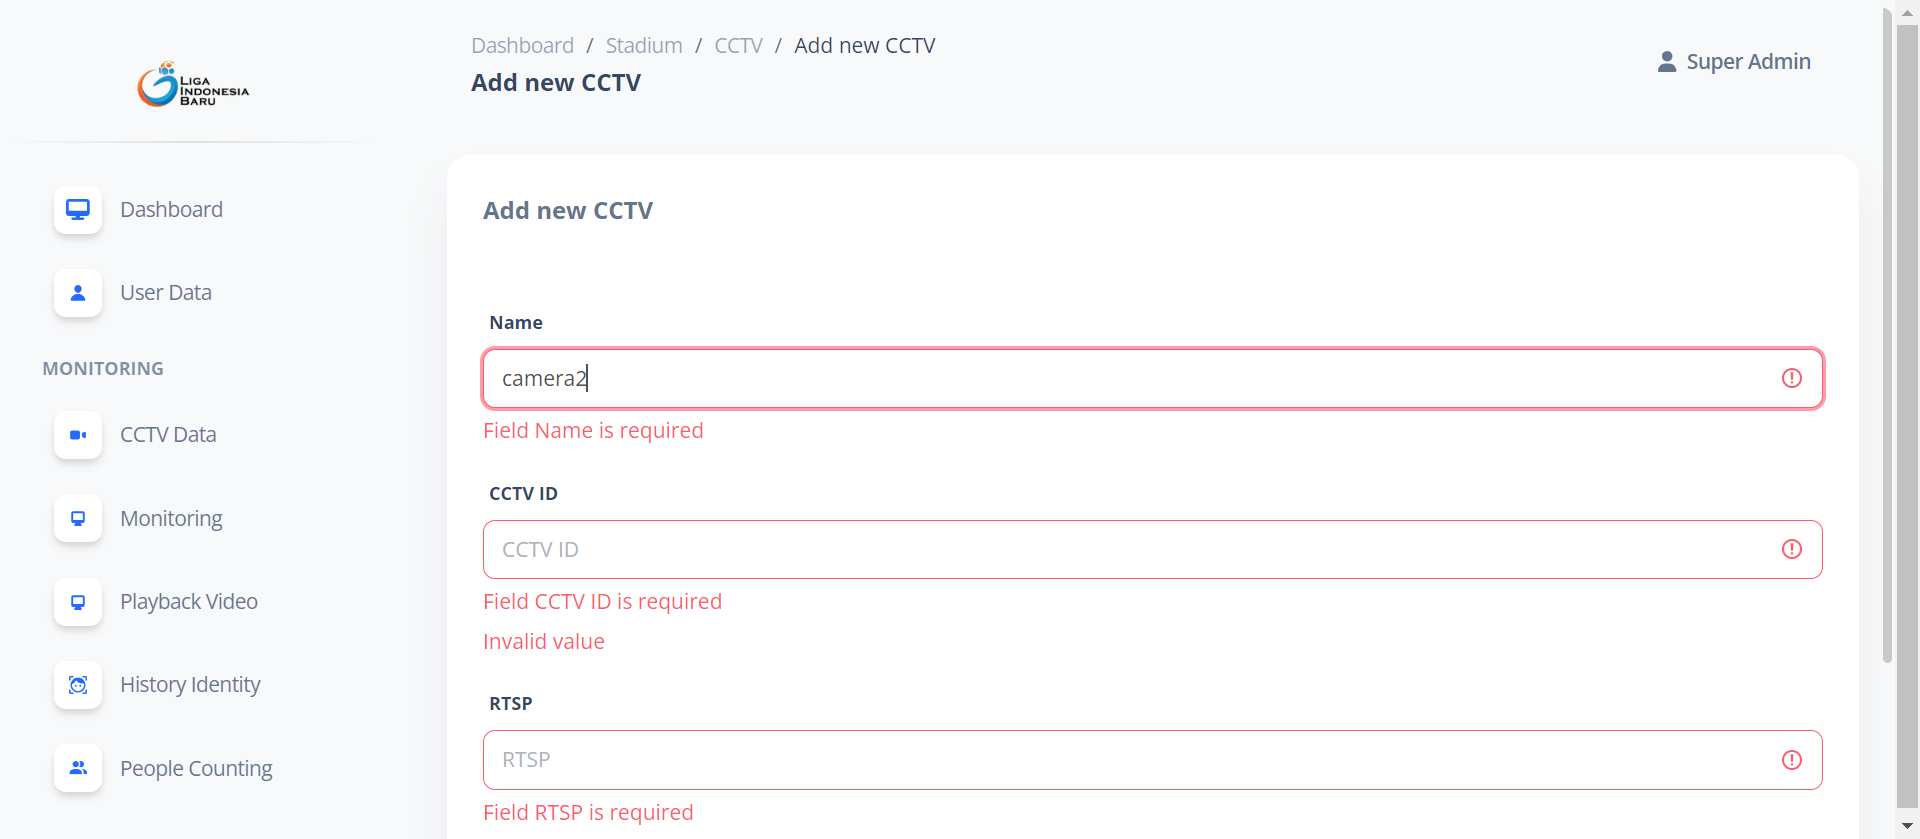 LIGA
INDONESIA
BARU
Dashboard
User Data
MONITORING
CCTV Data
Monitoring
Playback Video
History Identity
People Counting
Dashboard / Stadium / CCTV / Add new CCTV
Add new CCTV
Super Admin
Add new CCTV
Name
camera2
Field Name is required
CCTV ID
CCTV ID
Field CCTV ID is required
Invalid value
RTSP
RTSP
Field RTSP is required